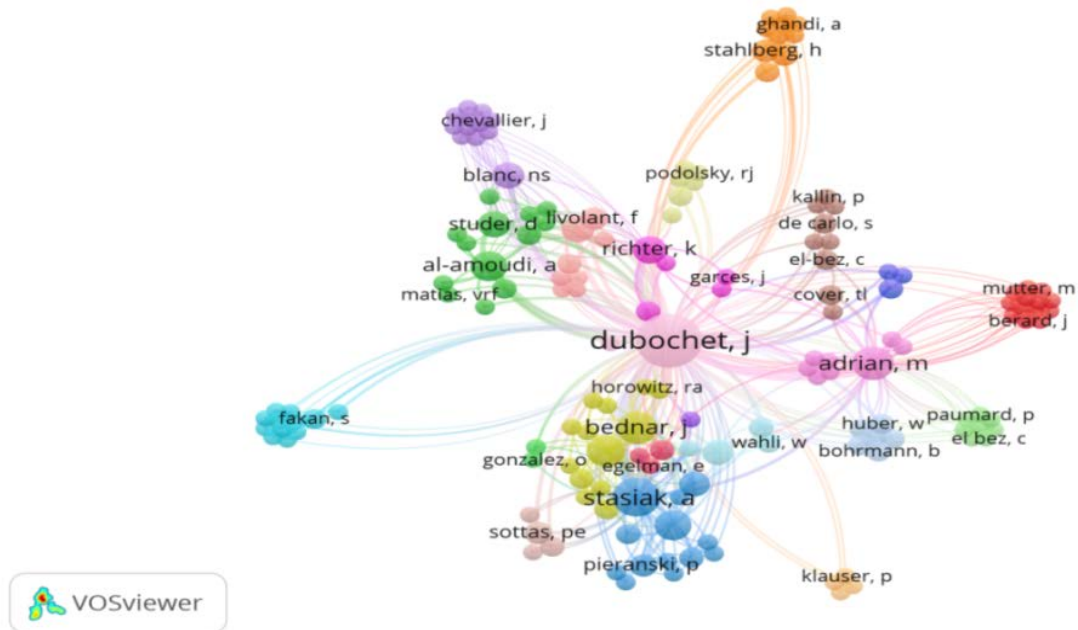 ghandi, a
stahlberg, h
chevallier, j
blanc, ns
podolsky, rj
kallin, p
studer, d
livolant, f
de carlo, s
richter, k
el-bez, c
al-amoudi, a
garces, j
matias, vrf
cover, tl
mutter, m
berard, j
dubochet, j
adrian, m
horowitz, ra
fakan, s
bednar, j
huber, w
paumard, p
wahli, w
bohrmann, b
el bez, c
gonzalez, o
egelman, e
stasiak, a
sottas, pe
pieranski, p
klauser, p
VOSviewer